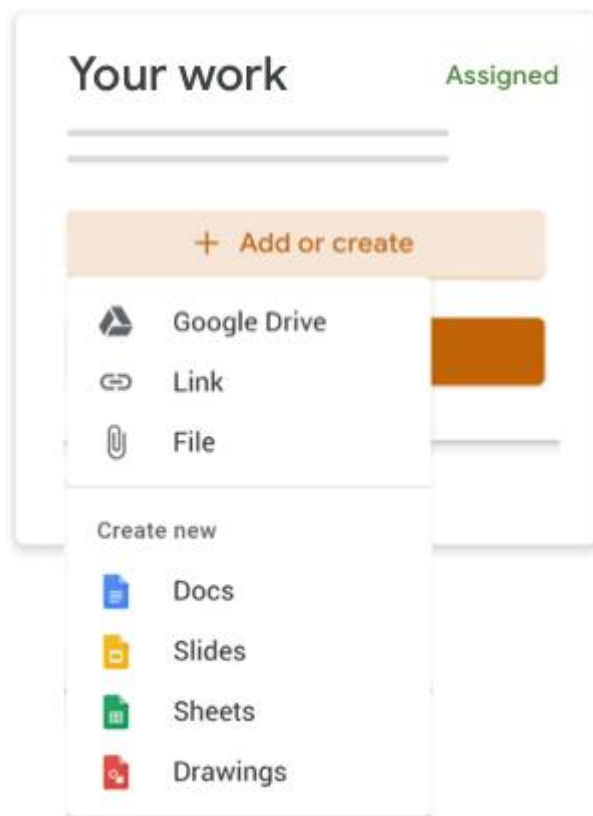 Your work
Assigned
+ Add or create
Google Drive
Link
File
Create new
Docs
Slides
Sheets
Drawings